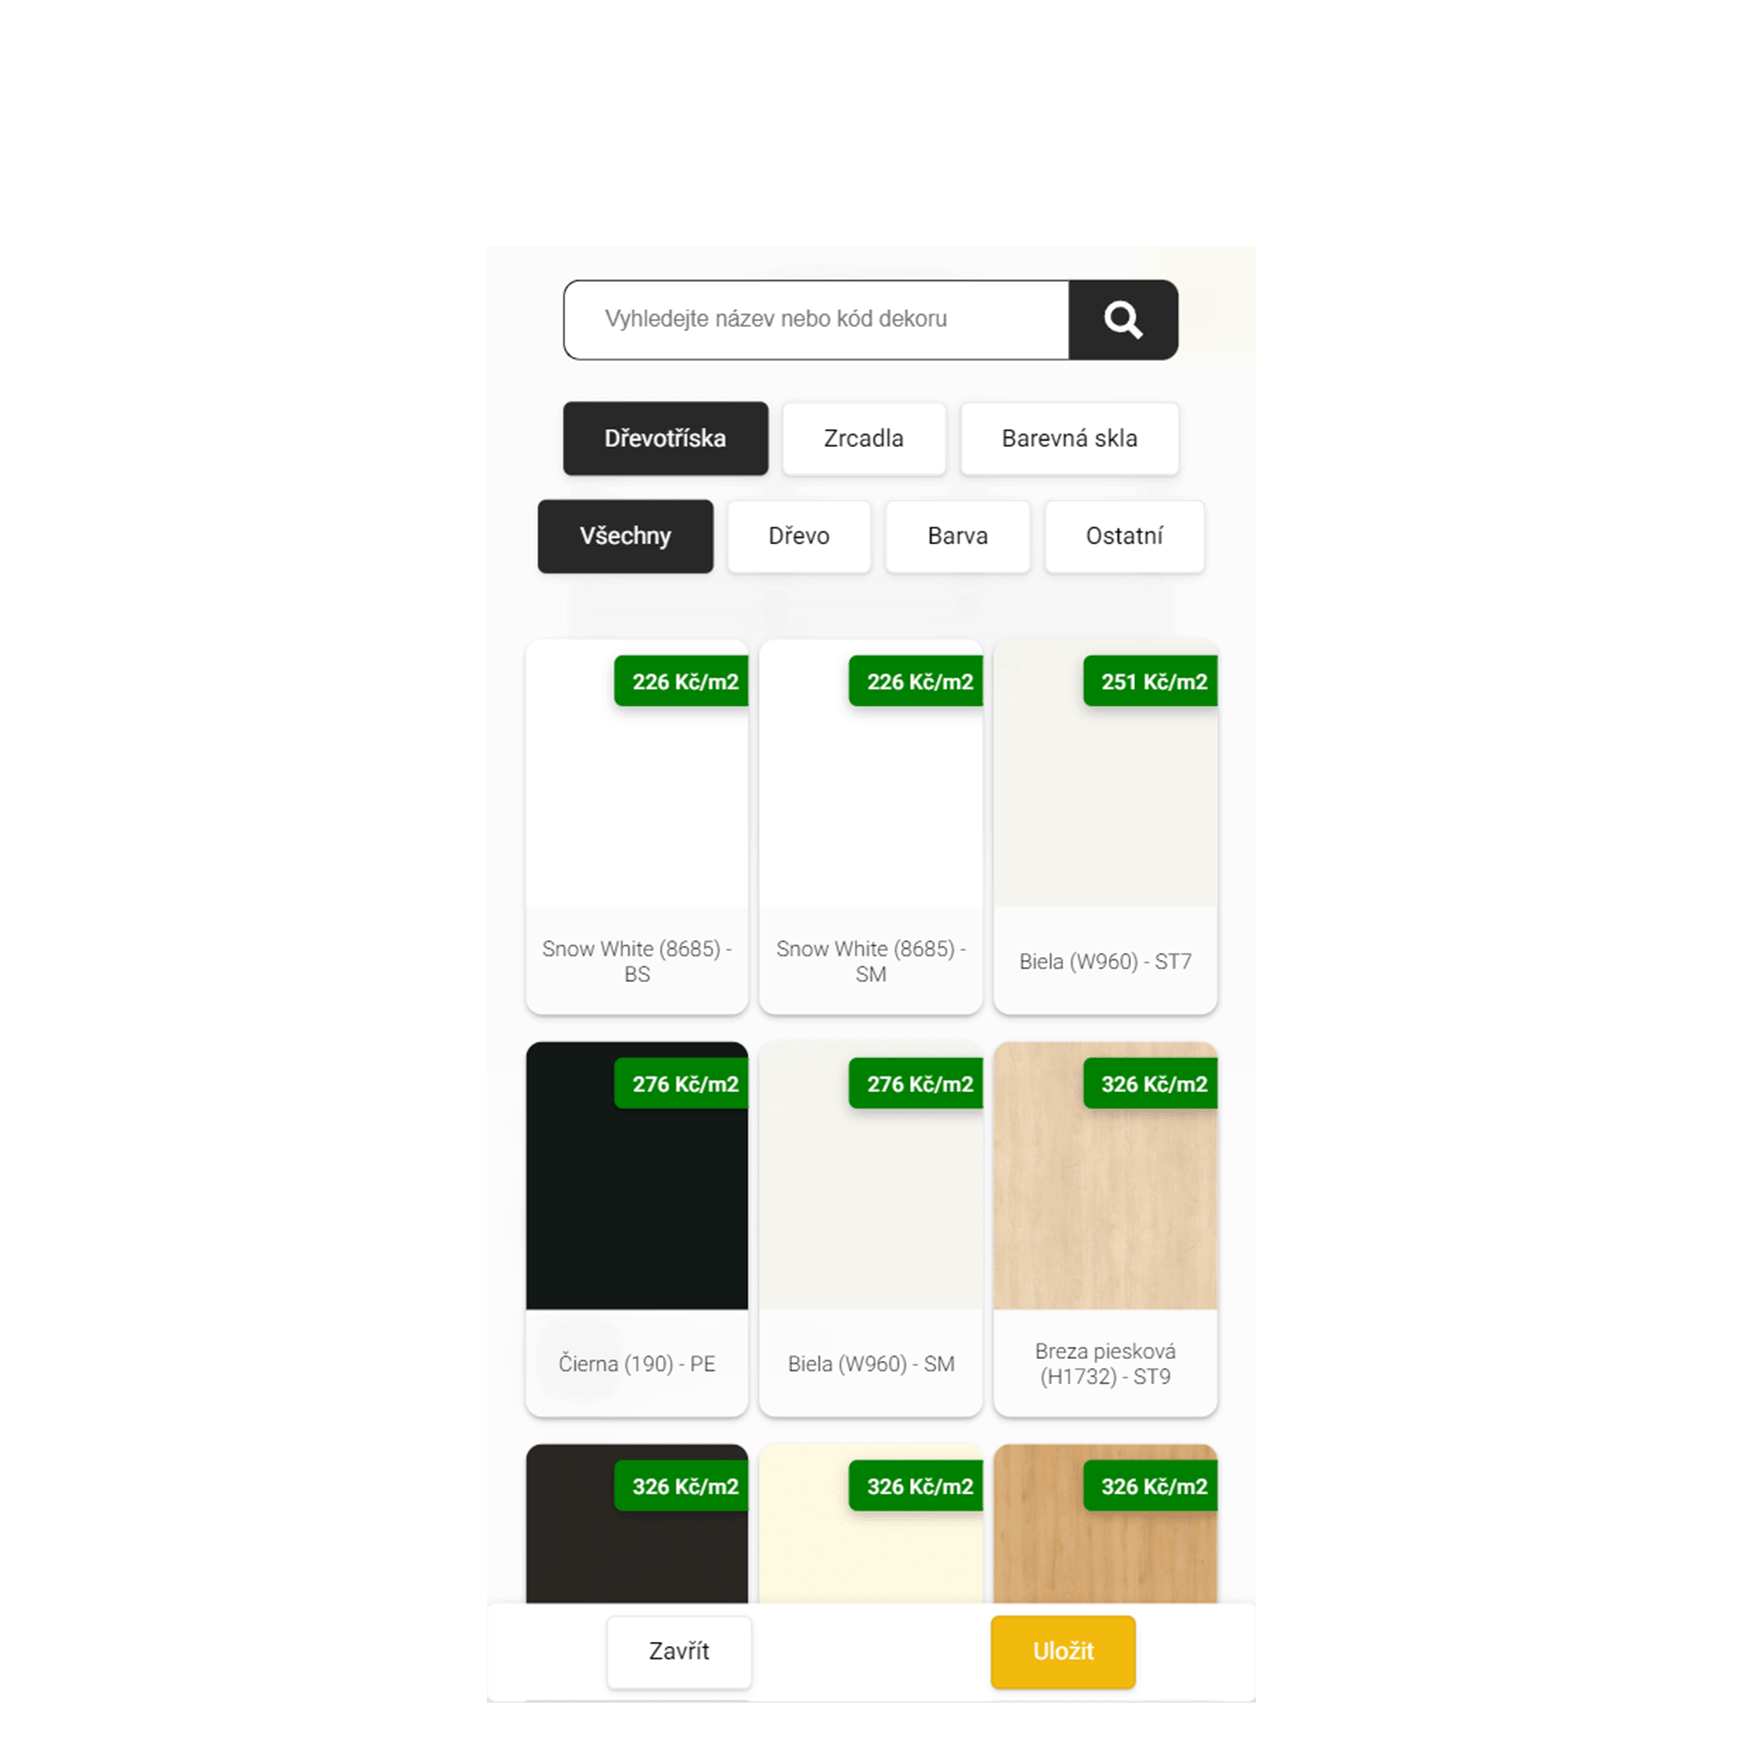 Vyhledejte název nebo kód dekoru
Dřevotříska
Zrcadla
Barevná skla
Všechny
Dřevo
Barva
Ostatní
226 Kč/m2
226 Kč/m2
251 Kč/m2
Snow White (8685) -
BS
Snow White (8685) -
SM
Biela (W960) - ST7
276 Kč/m2
276 Kč/m2
326 Kč/m2
Čierna (190) - PE
Biela (W960) - SM
Breza piesková
(H1732) - ST9
326 Kč/m2
326 Kč/m2
326 Kč/m2
Zavřít
Uložit